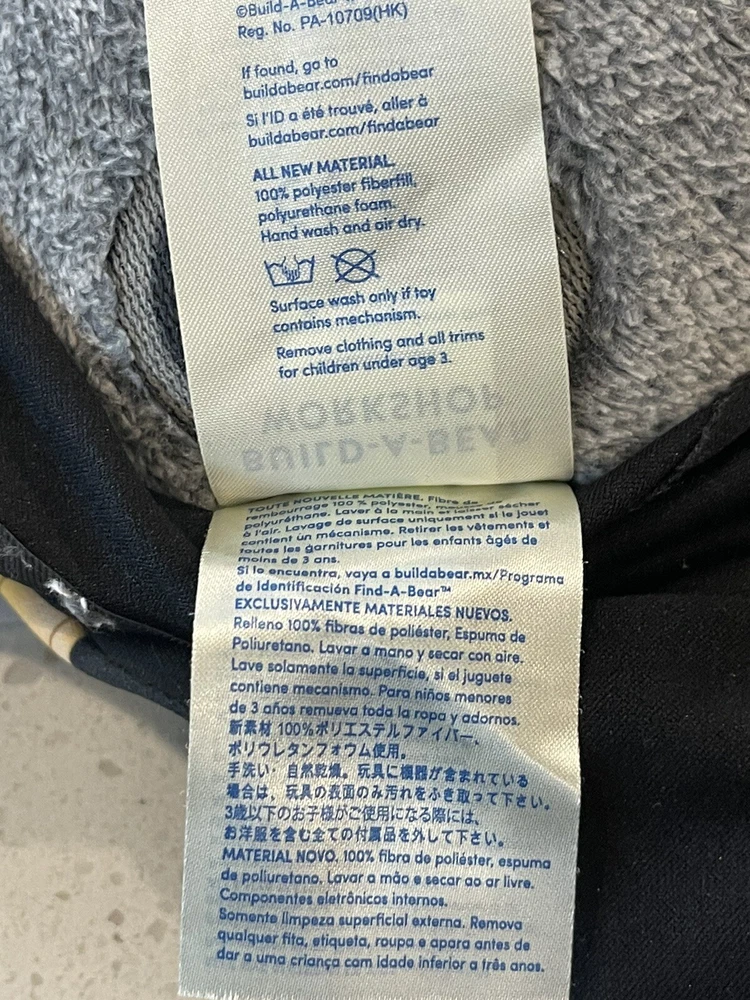 ©Build-A-Bear
Reg. No. PA-10709(HK)
If found, go to
buildabear.com/findabear
Si l'ID a été trouvé, aller à
buildabear.com/findabear
ALL NEW MATERIAL.
100% polyester fiberfill,
polyurethane foam.
Hand wash and air dry.
Surface wash only if toy
contains mechanism.
Remove clothing and all trims
for children under age 3.
WORKSHOP
BUILD-A-BEAR
TOUTE NOUVELLE MATIÈRE. Fibre de
rembourrage 100 % polyester, mousse de
polyuréthane. Laver à la main et laisser sécher
à l'air. Lavage de surface uniquement si le jouet
contient un mécanisme. Retirer les vêtements et
toutes les garnitures pour les enfants âgés de
moins de 3 ans.
Si lo encuentra, vaya a buildabear.mx/Programa
de Identificación Find-A-Bear™
EXCLUSIVAMENTE MATERIALES NUEVOS.
Relleno 100% fibras de poliéster, Espuma de
Poliuretano. Lavar a mano y secar con aire.
Lave solamente la superficie, si el juguete
contiene mecanismo. Para niños menores
de 3 años remueva toda la ropa y adornos.
新素材 100%ポリエステルファイバー、
ポリウレタンフォウム使用。
手洗い・自然乾燥。玩具に機器が含まれている
場合は、玩具の表面のみ汚れをふき取って下さい。
3歳以下のお子様がご使用になる際には、
お洋服を含む全ての付属品を外して下さい。
MATERIAL NOVO. 100% fibra de poliéster, espuma
de poliuretano. Lavar a mão e secar ao ar livre.
Componentes eletrônicos internos.
Somente limpeza superficial externa. Remova
qualquer fita, etiqueta, roupa e apara antes de
dar a uma criança com idade inferior a três anos.